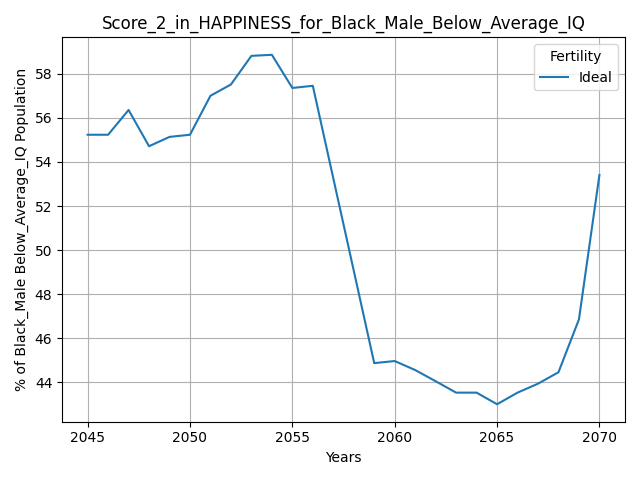 Score_2_in_HAPPINESS_for_Black_Male_Below_Average_IQ
Fertility
Ideal
% of Black_Male Below_Average_IQ Population
58
56
54
52
50
48
46
44
2045
2050
2055
2060
2065
2070
Years